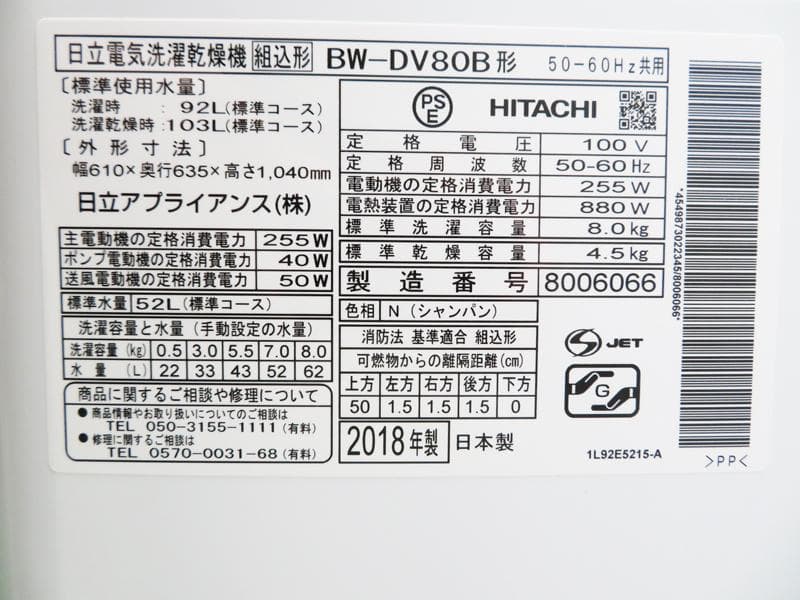 日立電気洗濯乾燥機 組込形 BW-DV80B形 50-60Hz共用
〔標準使用水量〕
洗濯時 : 92L(標準コース)
洗濯乾燥時:103L(標準コース)
〔外形寸法〕
幅610×奥行635×高さ1,040mm
日立アプライアンス(株)
主電動機の定格消費電力 255W
ポンプ電動機の定格消費電力 40W
送風電動機の定格消費電力 50W
標準水量 52L(標準コース)
洗濯容量と水量 (手動設定の水量)
洗濯容量(kg) 0.5 3.0 5.5 7.0 8.0
水量(L) 22 33 43 52 62
商品に関するご相談や修理について
●商品情報やお取り扱いについてのご相談は
TEL 050-3155-1111(有料)
●修理に関するご相談は
TEL 0570-0031-68(有料)
PSE HITACHI
定格電圧 100V
定格周波数 50-60Hz
電動機の定格消費電力 255W
電熱装置の定格消費電力 880W
標準洗濯容量 8.0kg
標準乾燥容量 4.5kg
製造番号 8006066
色相 N(シャンパン)
消防法 基準適合 組込形
可燃物からの離隔距離(cm)
上方 左方 右方 後方 下方
50 1.5 1.5 1.5 0
2018年製 日本製
S JET
G
1L92E5215-A
*4549873022345/8006066*
>PP<